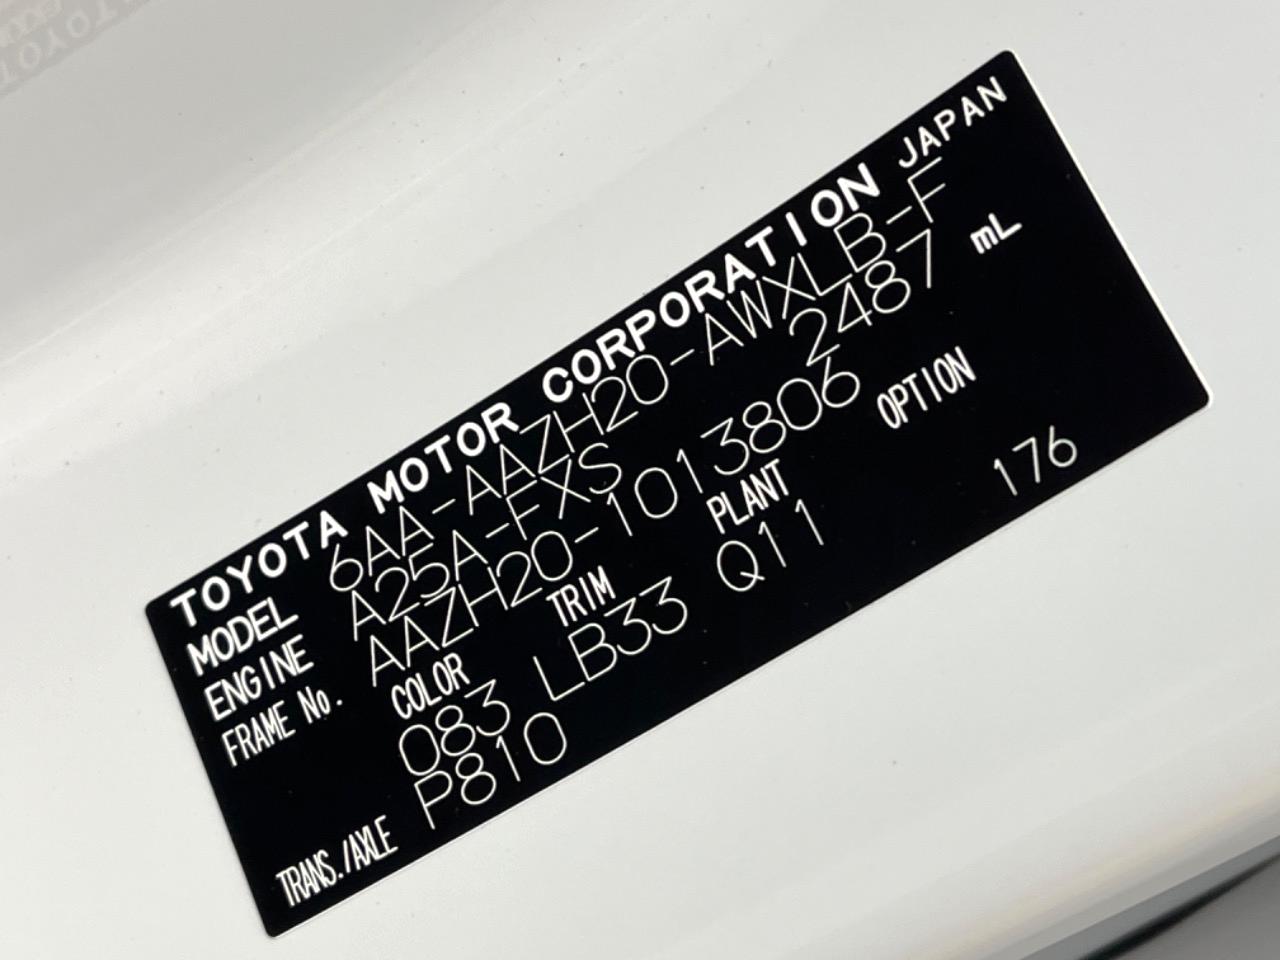 TOYOTA MOTOR CORPORATION JAPAN
MODEL 6AA-AAZH20-AWXLB-F
ENGINE A25A-FXS 2487 mL
FRAME No. AAZH20-1013806
COLOR TRIM PLANT OPTION
083 LB33 Q11 176
TRANS./AXLE P810